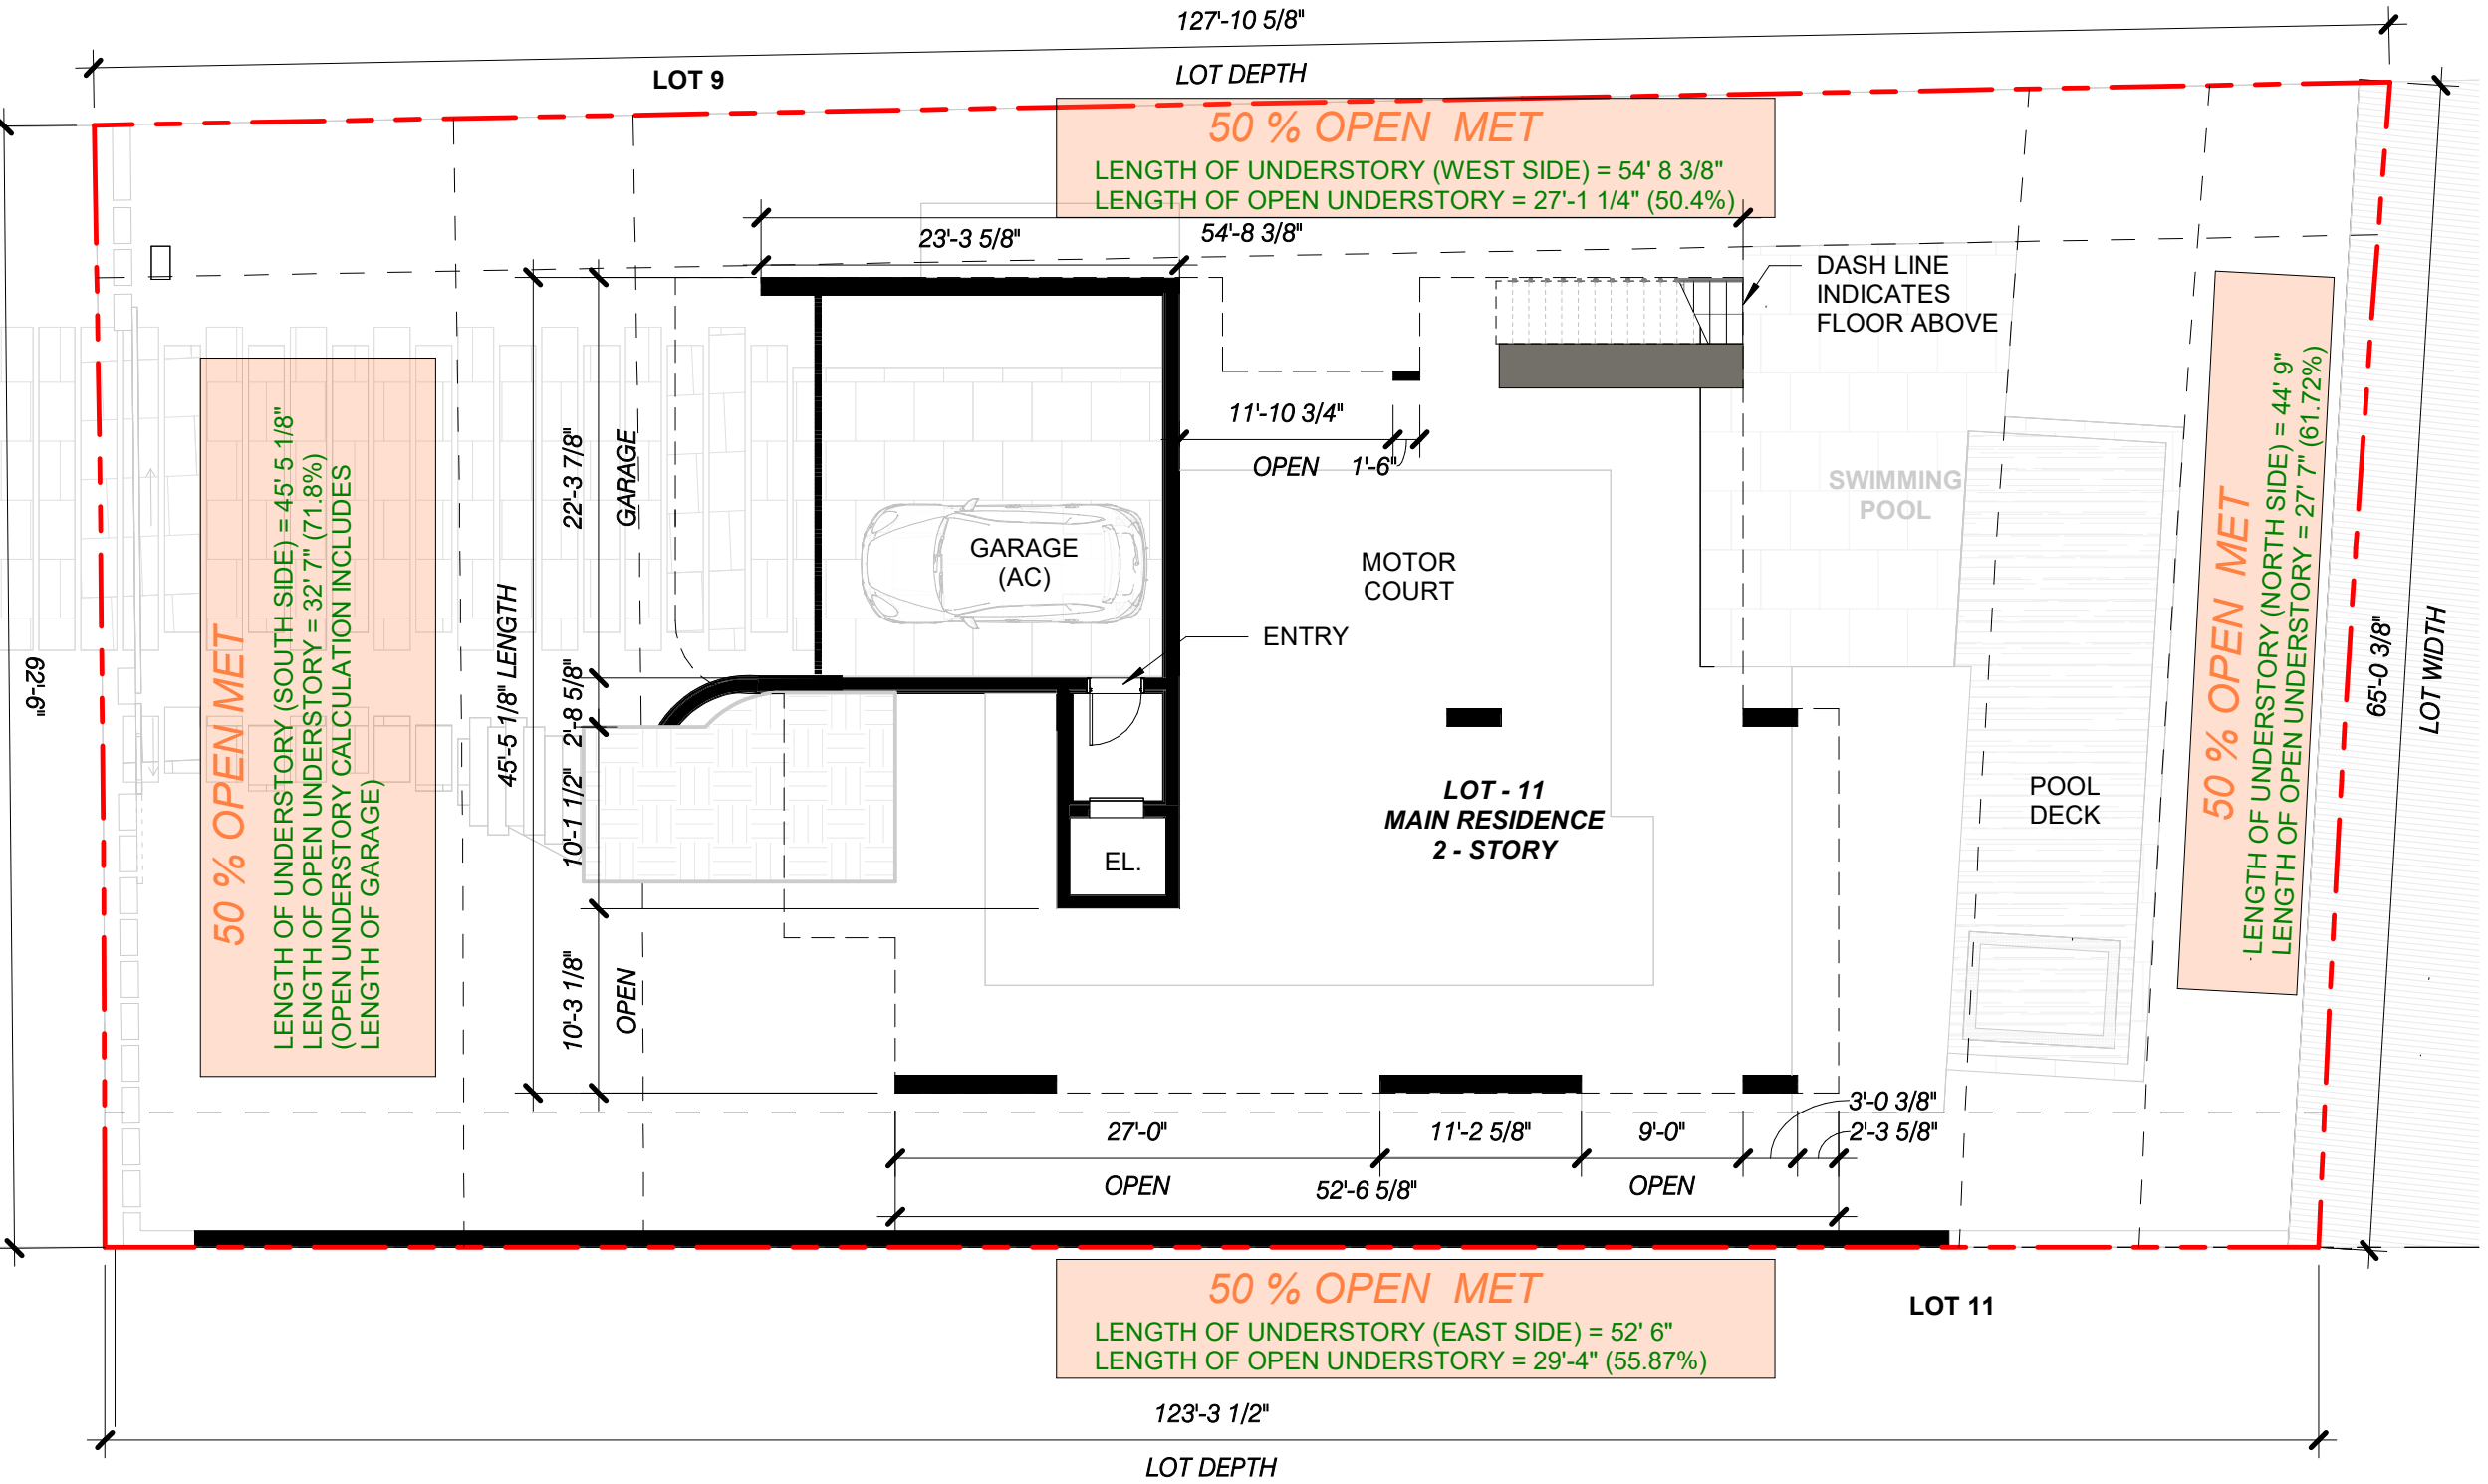 127'-10 5/8"
LOT DEPTH
LOT 9
50 % OPEN MET
LENGTH OF UNDERSTORY (WEST SIDE) = 54' 8 3/8"
LENGTH OF OPEN UNDERSTORY = 27'-1 1/4" (50.4%)
23'-3 5/8"
54'-8 3/8"
DASH LINE
INDICATES
FLOOR ABOVE
11'-10 3/4"
OPEN
1'-6"
22'-3 7/8"
GARAGE
GARAGE
(AC)
MOTOR
COURT
ENTRY
SWIMMING
POOL
50 % OPEN MET
LENGTH OF UNDERSTORY (SOUTH SIDE) = 45' 5 1/8"
LENGTH OF OPEN UNDERSTORY = 32' 7" (71.8%)
(OPEN UNDERSTORY CALCULATION INCLUDES
LENGTH OF GARAGE)
62'-6"
45'-5 1/8" LENGTH
2'-8 5/8"
10'-1 1/2"
10'-3 1/8"
OPEN
EL.
LOT - 11
MAIN RESIDENCE
2 - STORY
POOL
DECK
50 % OPEN MET
LENGTH OF UNDERSTORY (NORTH SIDE) = 44' 9"
LENGTH OF OPEN UNDERSTORY = 27' 7" (61.72%)
65'-0 3/8"
LOT WIDTH
27'-0"
11'-2 5/8"
9'-0"
3'-0 3/8"
2'-3 5/8"
OPEN
52'-6 5/8"
OPEN
50 % OPEN MET
LENGTH OF UNDERSTORY (EAST SIDE) = 52' 6"
LENGTH OF OPEN UNDERSTORY = 29'-4" (55.87%)
LOT 11
123'-3 1/2"
LOT DEPTH